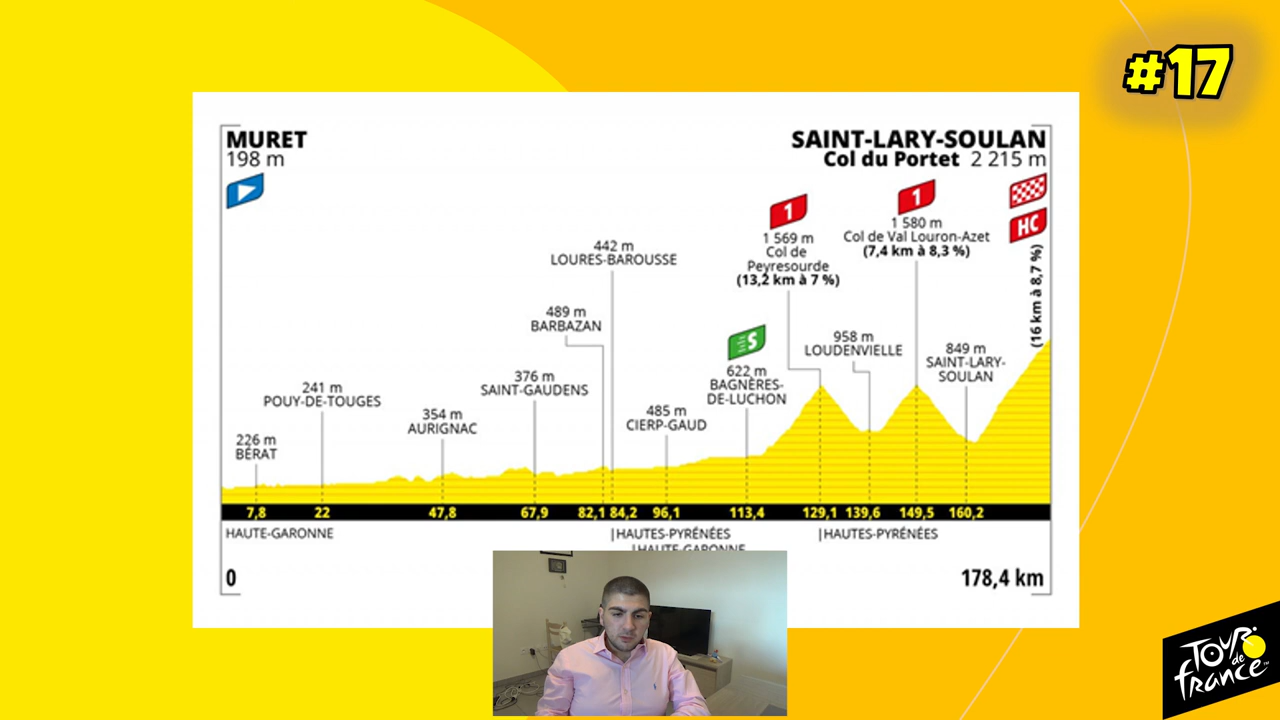 #17
MURET
198 m
SAINT-LARY-SOULAN
Col du Portet 2 215 m
1
1
HC
1 569 m
Col de
Peyresourde
(13,2 km à 7 %)
1 580 m
Col de Val Louron-Azet
(7,4 km à 8,3 %)
(16 km à 8,7 %)
442 m
LOURES-BAROUSSE
489 m
BARBAZAN
S
376 m
SAINT-GAUDENS
241 m
POUY-DE-TOUGES
354 m
AURIGNAC
226 m
BÉRAT
485 m
CIERP-GAUD
622 m
BAGNÈRES-
DE-LUCHON
958 m
LOUDENVIELLE
849 m
SAINT-LARY-
SOULAN
7,8 22 47,8 67,9 82,1 84,2 96,1 113,4 129,1 139,6 149,5 160,2
HAUTE-GARONNE |HAUTES-PYRÉNÉES |HAUTES-PYRÉNÉES
|HAUTE-GARONNE
0 178,4 km
TOUR
de
france